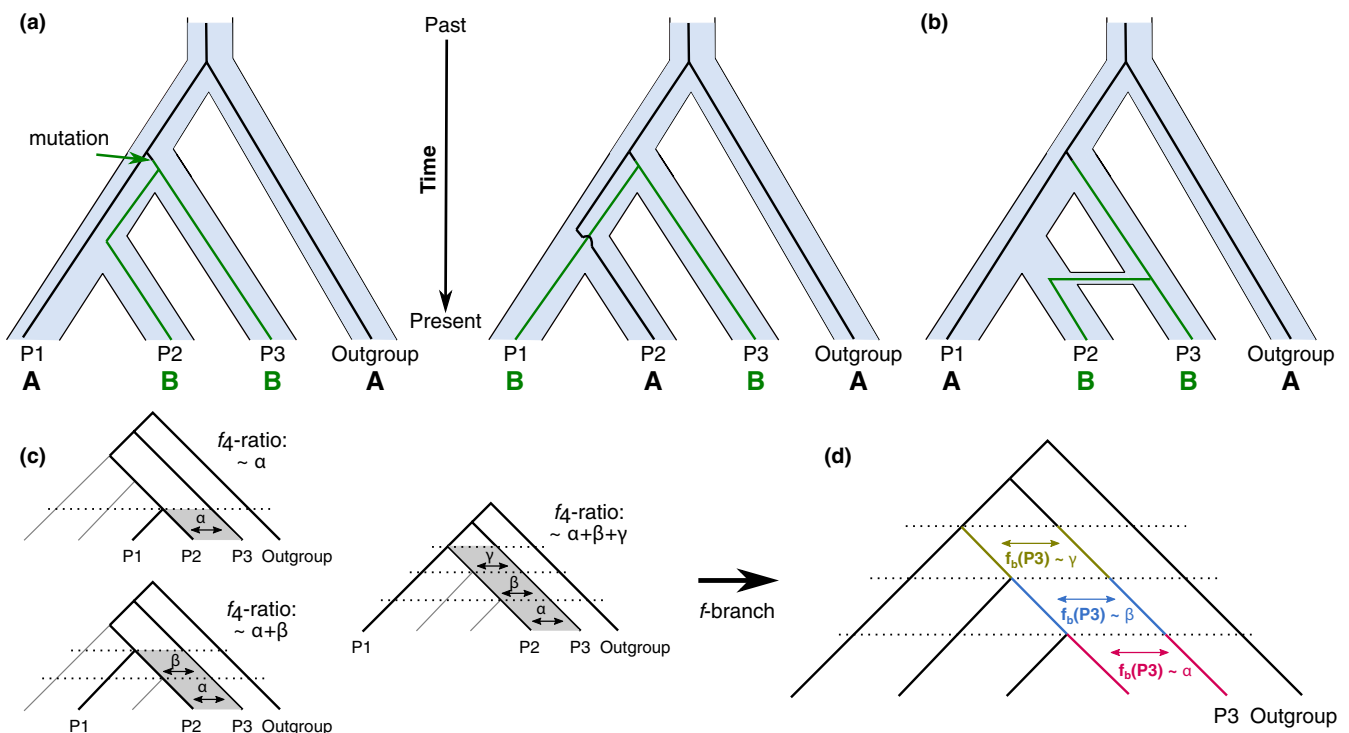 (a)
Past
(b)
mutation
Time
Present
P1 P2 P3 Outgroup
A B B A
P1 P2 P3 Outgroup
B A B A
P1 P2 P3 Outgroup
A B B A
(c)
f4-ratio:
~ α
α
P1 P2 P3 Outgroup
f4-ratio:
~ α+β
β
α
P1 P2 P3 Outgroup
f4-ratio:
~ α+β+γ
γ
β
α
P1 P2 P3 Outgroup
f-branch
(d)
fb(P3) ~ γ
fb(P3) ~ β
fb(P3) ~ α
P3 Outgroup